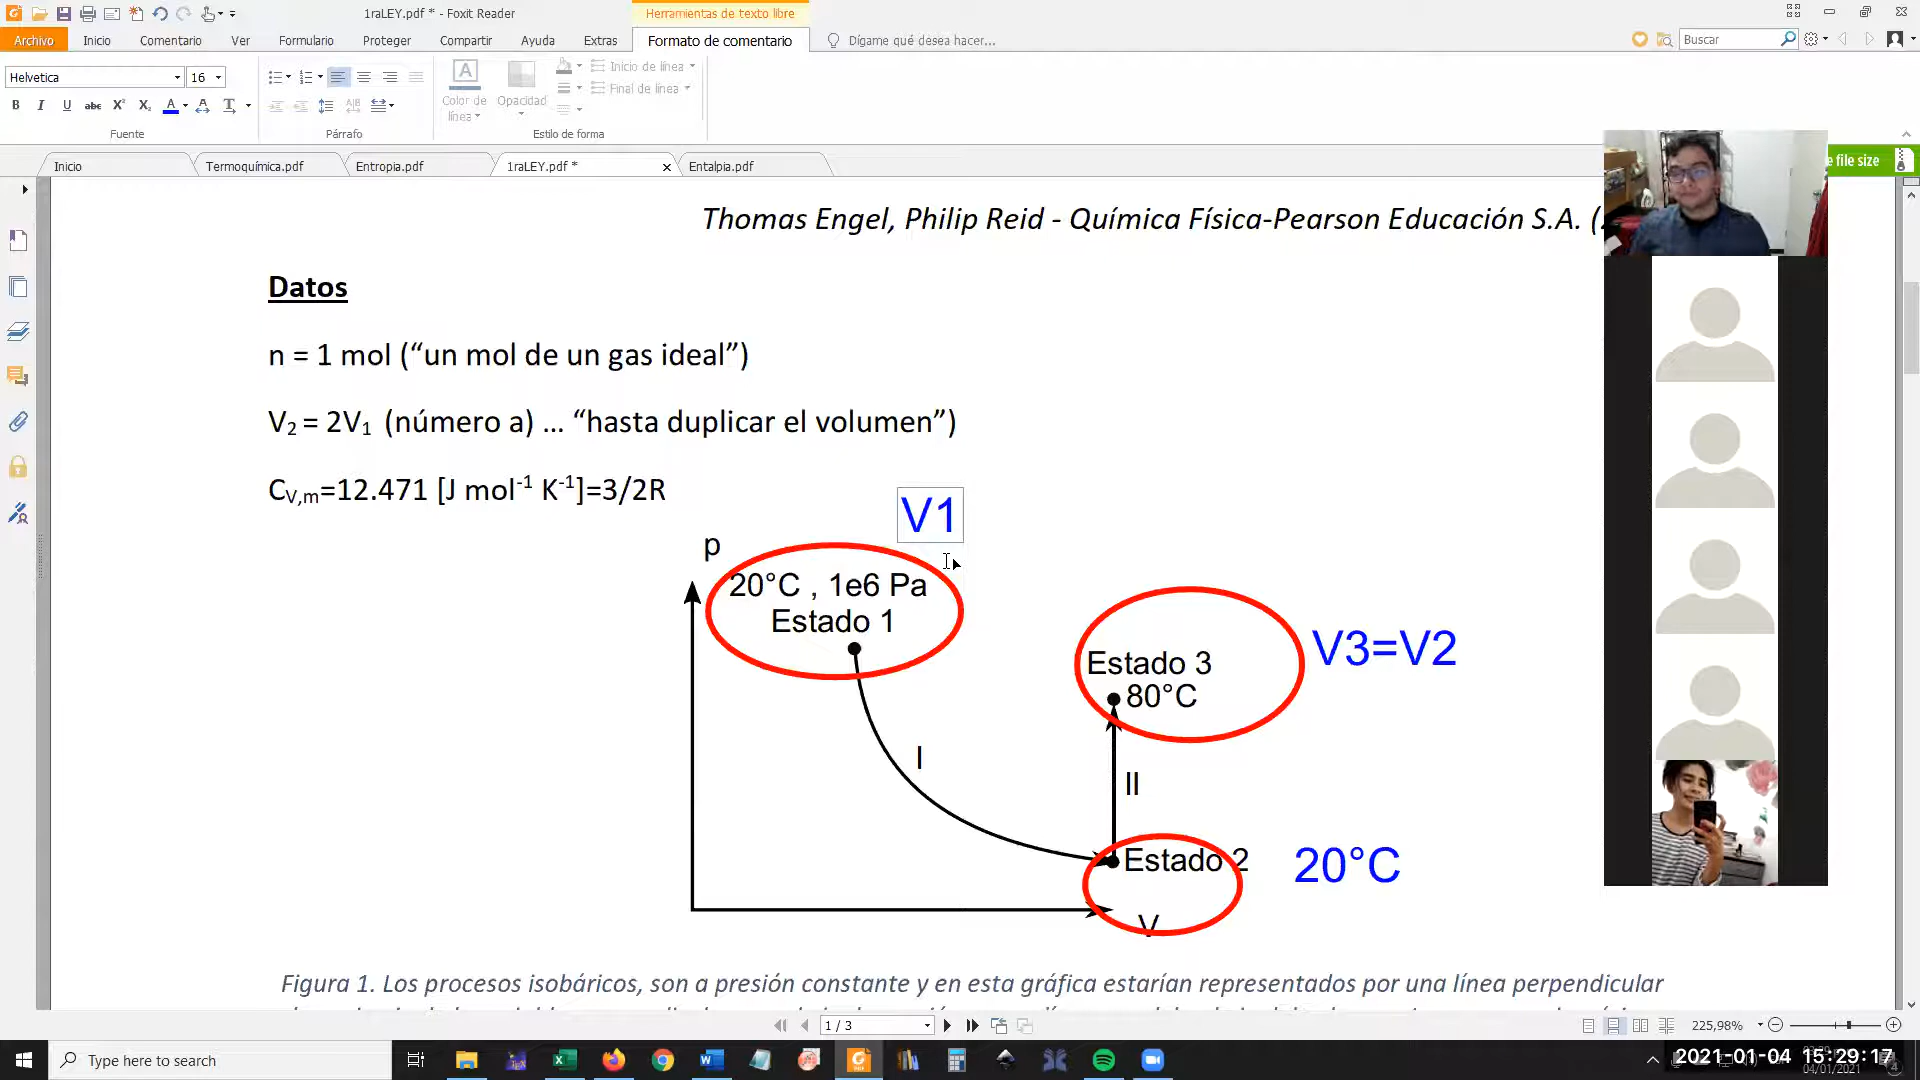 1raLEY.pdf * - Foxit Reader
Herramientas de texto libre
Archivo Inicio Comentario Ver Formulario Proteger Compartir Ayuda Extras Formato de comentario Dígame qué desea hacer... Buscar
Helvetica 16
Inicio de línea
Final de línea
Color de línea Opacidad
Fuente Párrafo Estilo de forma
Inicio Termoquímica.pdf Entropia.pdf 1raLEY.pdf * Entalpia.pdf
e file size
Thomas Engel, Philip Reid - Química Física-Pearson Educación S.A. (
Datos
n = 1 mol (“un mol de un gas ideal”)
V2 = 2V1 (número a) ... “hasta duplicar el volumen”)
CV,m=12.471 [J mol-1 K-1]=3/2R
V1
p
20°C , 1e6 Pa
Estado 1
V3=V2
Estado 3
80°C
I
II
Estado 2
20°C
V
Figura 1. Los procesos isobáricos, son a presión constante y en esta gráfica estarían representados por una línea perpendicular
1 / 3
225,98%
Type here to search
2021-01-04 15:29:17
04/01/2021